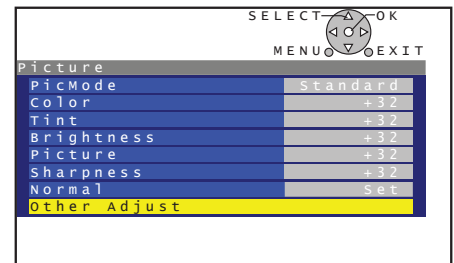 SELECT OK
MENU EXIT
Picture
PicMode Standard
Color +32
Tint +32
Brightness +32
Picture +32
Sharpness +32
Normal Set
Other Adjust